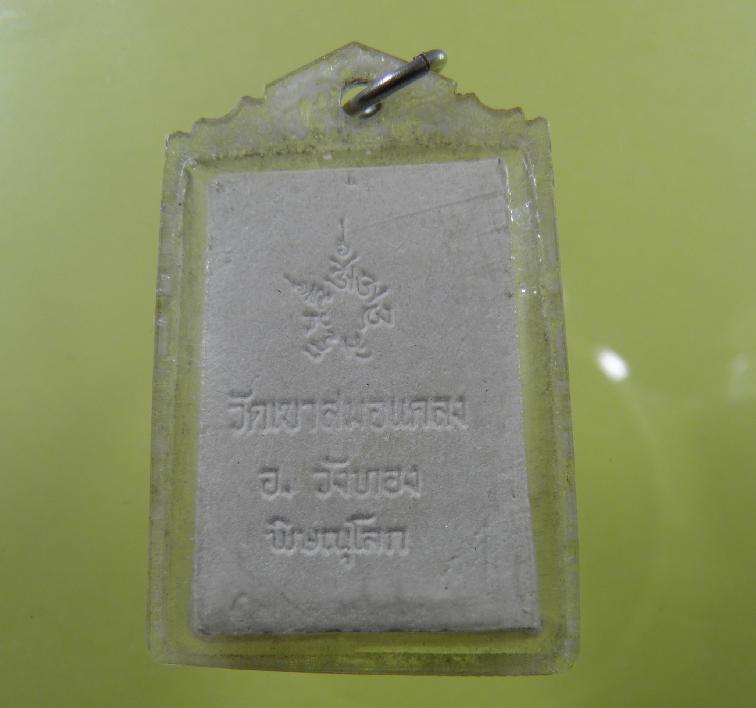 วัดเขาสมอแคลง
อ. วังทอง
พิษณุโลก